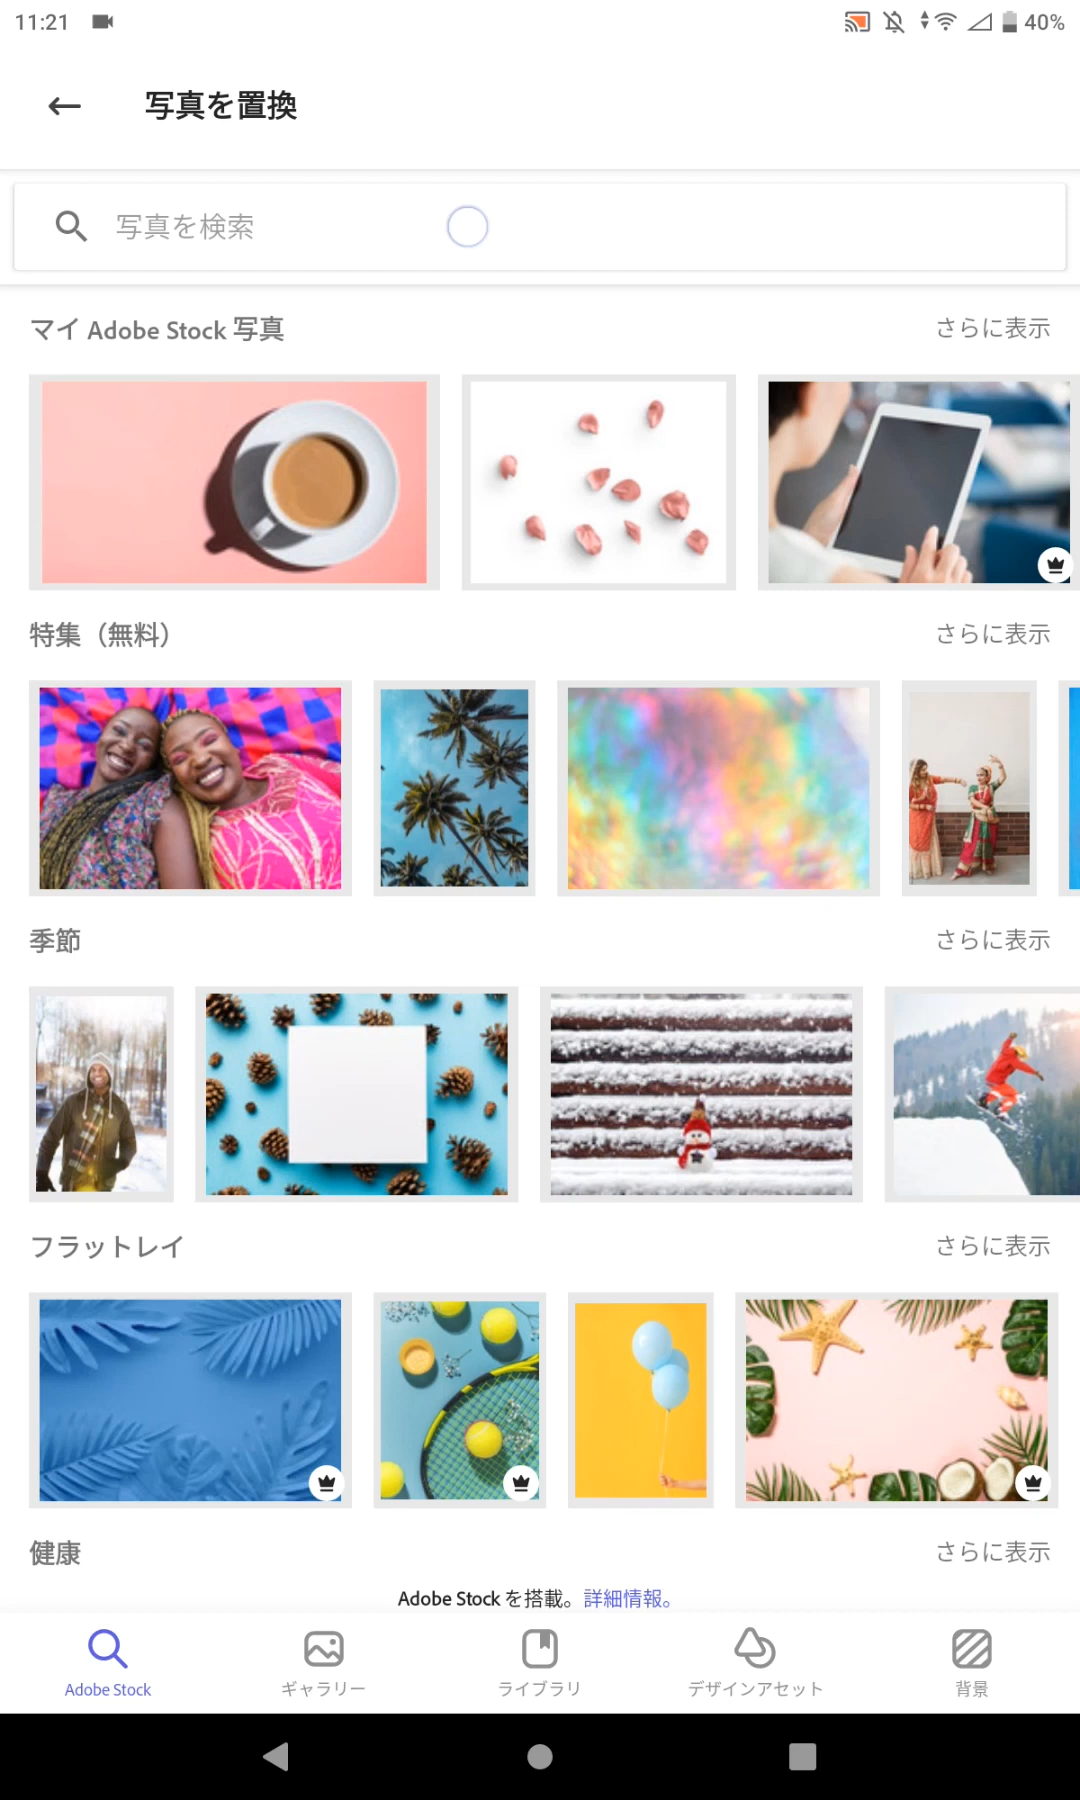 11:21
40%
写真を置換
写真を検索
マイ Adobe Stock 写真
さらに表示
特集（無料）
さらに表示
季節
さらに表示
フラットレイ
さらに表示
健康
さらに表示
Adobe Stock を搭載。詳細情報。
Adobe Stock
ギャラリー
ライブラリ
デザインアセット
背景